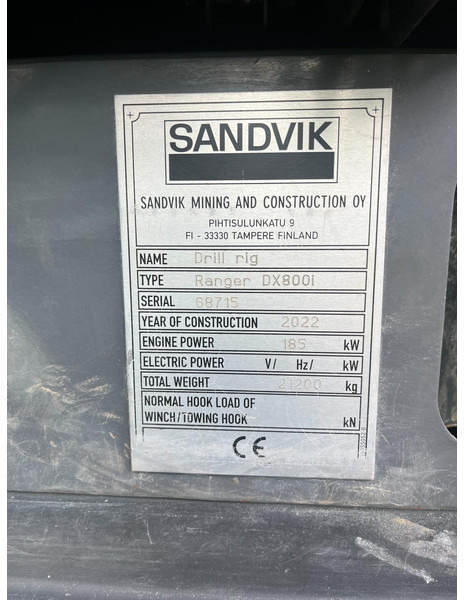 SANDVIK
SANDVIK MINING AND CONSTRUCTION OY
PIHTISULUNKATU 9
FI - 33330 TAMPERE FINLAND
NAME Drill rig
TYPE Ranger DX800i
SERIAL 68715
YEAR OF CONSTRUCTION 2022
ENGINE POWER 185 kW
ELECTRIC POWER V/ Hz/ kW
TOTAL WEIGHT 21200 kg
NORMAL HOOK LOAD OF
WINCH/TOWING HOOK kN
CE